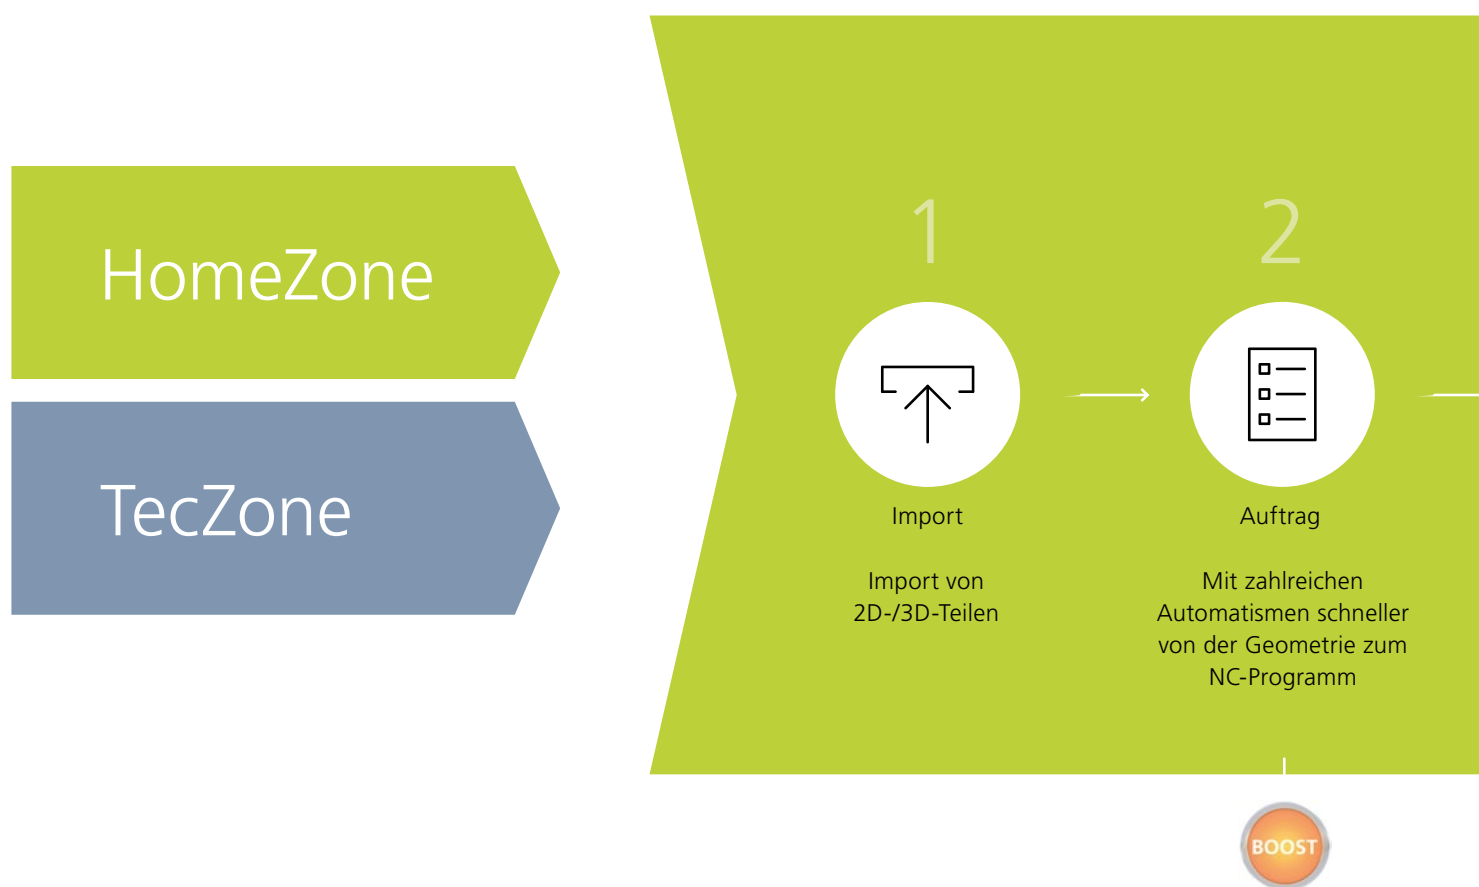 HomeZone
TecZone
1
Import
Import von
2D-/3D-Teilen
2
Auftrag
Mit zahlreichen
Automatismen schneller
von der Geometrie zum
NC-Programm
BOOST